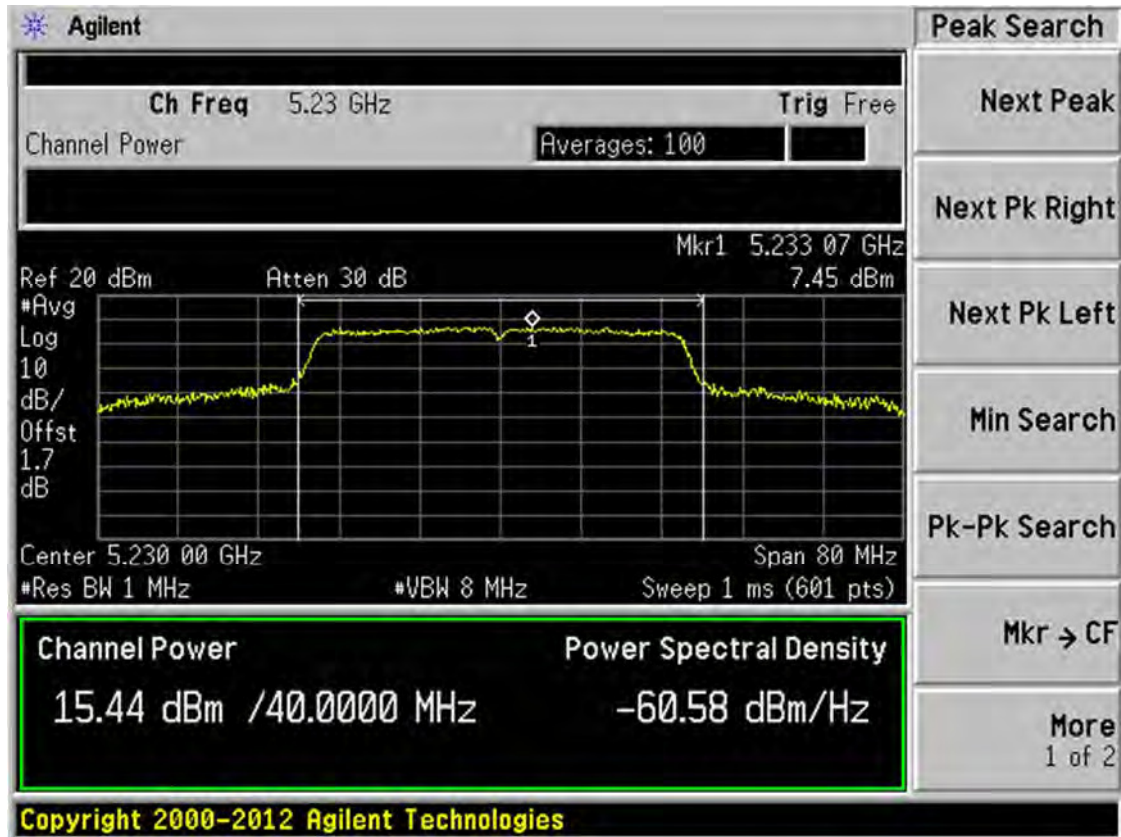 Agilent
Peak Search
Ch Freq 5.23 GHz Trig Free
Channel Power Averages: 100
Mkr1 5.233 07 GHz
Ref 20 dBm Atten 30 dB 7.45 dBm
#Avg
Log
10
dB/
Offst
1.7
dB
1
Center 5.230 00 GHz Span 80 MHz
#Res BW 1 MHz #VBW 8 MHz Sweep 1 ms (601 pts)
Channel Power Power Spectral Density
15.44 dBm /40.0000 MHz -60.58 dBm/Hz
Next Peak
Next Pk Right
Next Pk Left
Min Search
Pk-Pk Search
Mkr → CF
More
1 of 2
Copyright 2000-2012 Agilent Technologies